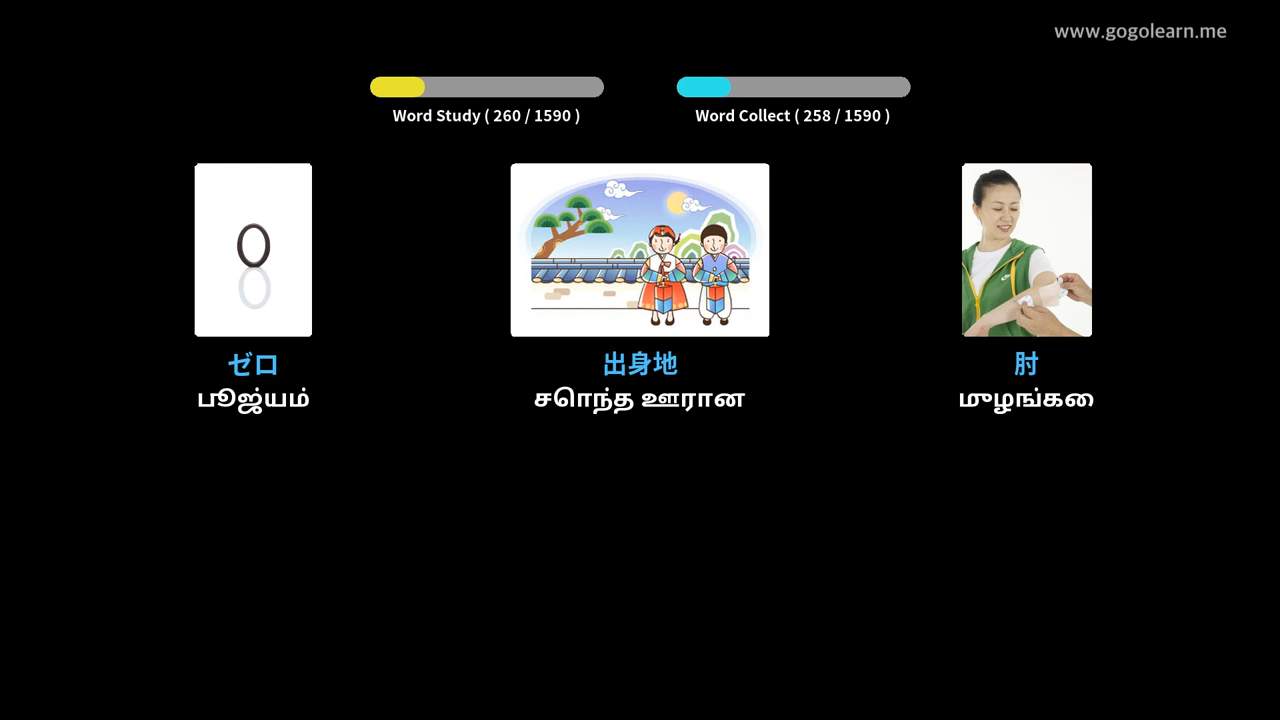 www.gogolearn.me
Word Study ( 260 / 1590 )
Word Collect ( 258 / 1590 )
0
ゼロ
出身地
肘
பூஜ்யம்
சொந்த ஊரான
முழங்கை